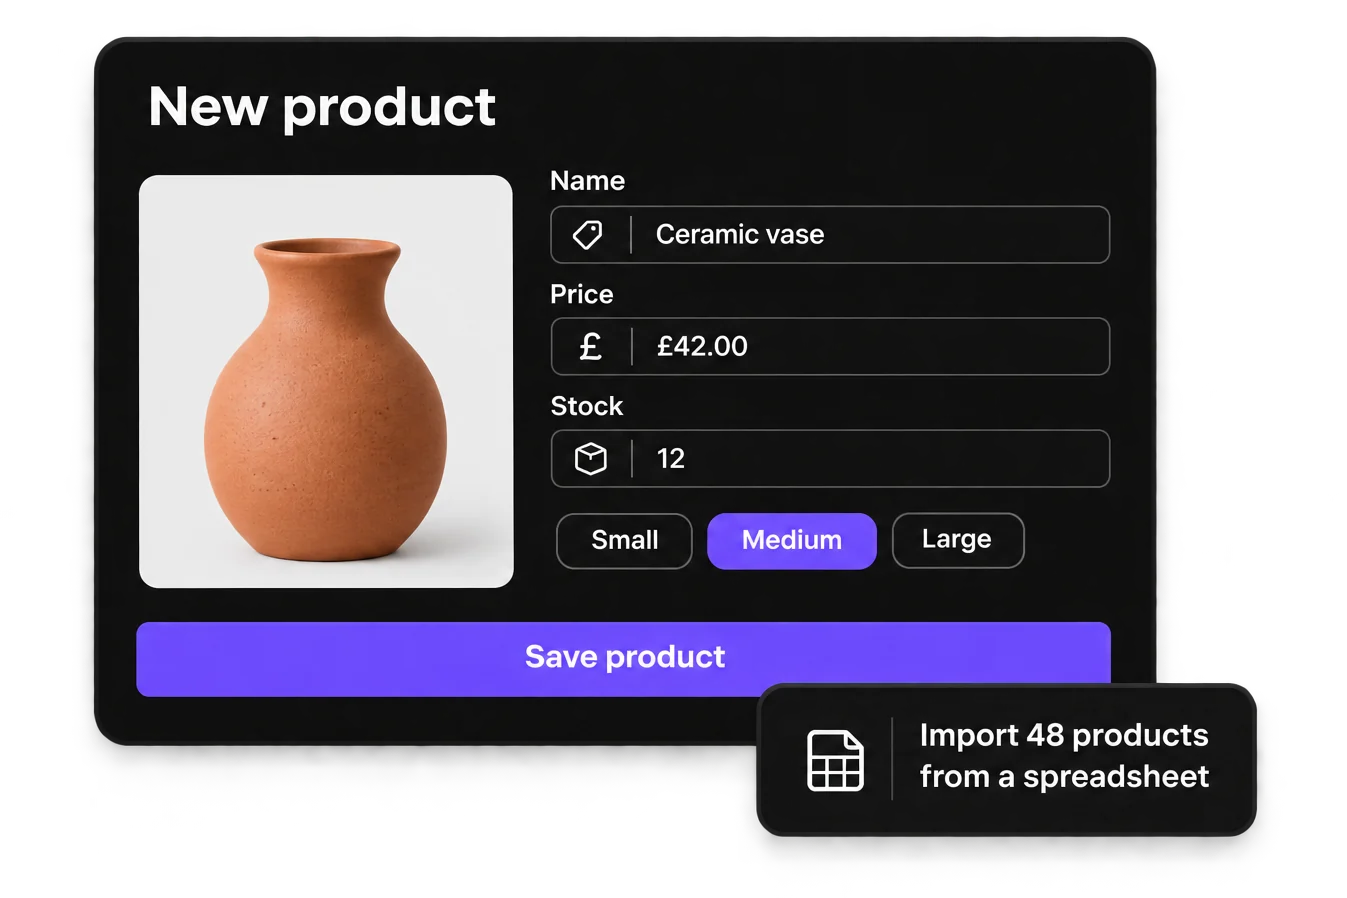 New product
Name
Ceramic vase
Price
£
£42.00
Stock
12
Small
Medium
Large
Save product
Import 48 products
from a spreadsheet